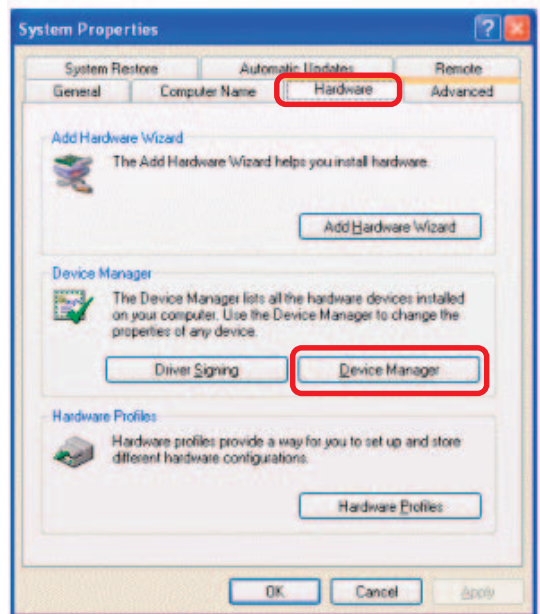 System Properties
System Restore Automatic Updates Remote
General Computer Name Hardware Advanced
Add Hardware Wizard
The Add Hardware Wizard helps you install hardware.
Add Hardware Wizard
Device Manager
The Device Manager lists all the hardware devices installed
on your computer. Use the Device Manager to change the
properties of any device.
Driver Signing Device Manager
Hardware Profiles
Hardware profiles provide a way for you to set up and store
different hardware configurations.
Hardware Profiles
OK Cancel Apply